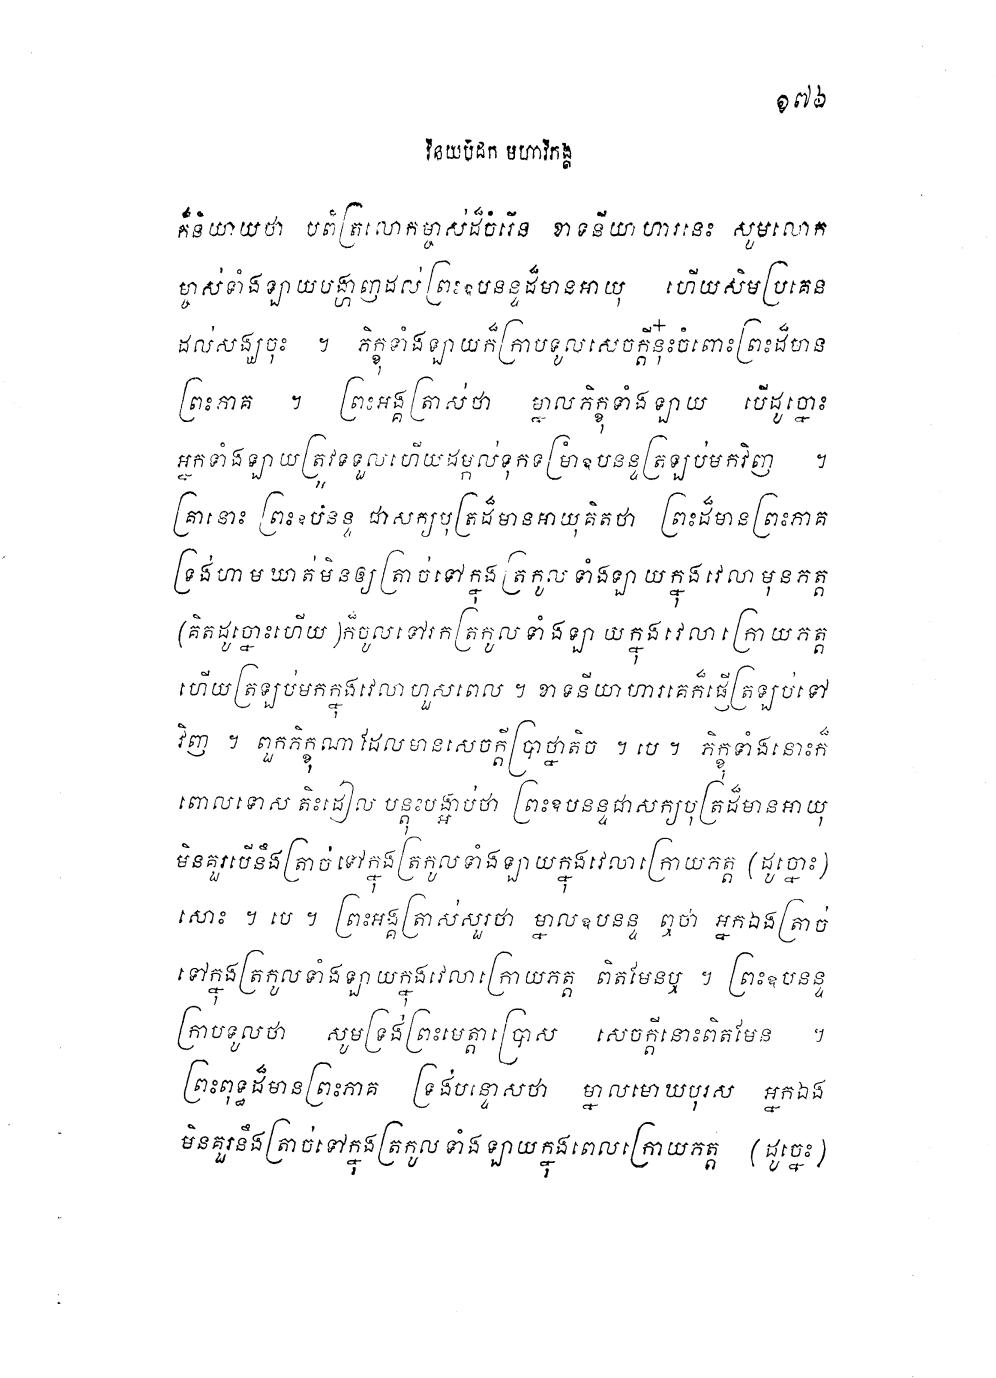 ១៧៦
វិនយបិដក មហាវិភង្គ
ក៏និយាយថា បពិត្រលោកម្ចាស់ដ៏ចំរើន ខាទនីយាហារនេះ សូមលោក
ម្ចាស់ទាំងឡាយបង្ហាញដល់ព្រះឧបនន្ទដ៏មានអាយុ ហើយសិមប្រគេន
ដល់សង្ឃចុះ ។ ភិក្ខុទាំងឡាយក៏ក្រាបទូលសេចក្តីនុ៎ះចំពោះព្រះដ៏មាន
ព្រះភាគ ។ ព្រះអង្គត្រាស់ថា ម្នាលភិក្ខុទាំងឡាយ បើដូច្នោះ
អ្នកទាំងឡាយត្រូវទទួលហើយដម្កល់ទុកទម្រាំឧបនន្ទត្រឡប់មកវិញ ។
គ្រានោះ ព្រះឧបនន្ទ ជាសក្យបុត្រដ៏មានអាយុគិតថា ព្រះដ៏មានព្រះភាគ
ទ្រង់ហាមឃាត់មិនឲ្យត្រាច់ទៅក្នុងត្រកូលទាំងឡាយក្នុងវេលាមុនភត្ត
(គិតដូច្នោះហើយ)ក៏ចូលទៅរកត្រកូលទាំងឡាយក្នុងវេលាក្រោយភត្ត
ហើយត្រឡប់មកក្នុងវេលាហួសពេល ។ ខាទនីយាហារគេក៏ផ្ញើត្រឡប់ទៅ
វិញ ។ ពួកភិក្ខុណាដែលមានសេចក្តីប្រាថ្នាតិច ។ បេ ។ ភិក្ខុទាំងនោះក៏
ពោលទោស តិះដៀល បន្តុះបង្អាប់ថា ព្រះឧបនន្ទជាសក្យបុត្រដ៏មានអាយុ
មិនគួរបើនឹងត្រាច់ទៅក្នុងត្រកូលទាំងឡាយក្នុងវេលាក្រោយភត្ត (ដូច្នោះ)
សោះ ។ បេ ។ ព្រះអង្គត្រាស់សួរថា ម្នាលឧបនន្ទ ឮថា អ្នកឯងត្រាច់
ទៅក្នុងត្រកូលទាំងឡាយក្នុងវេលាក្រោយភត្ត ពិតមែនឬ ។ ព្រះឧបនន្ទ
ក្រាបទូលថា សូមទ្រង់ព្រះមេត្តាប្រោស សេចក្តីនោះពិតមែន ។
ព្រះពុទ្ធដ៏មានព្រះភាគ ទ្រង់បន្ទោសថា ម្នាលមោឃបុរស អ្នកឯង
មិនគួរនឹងត្រាច់ទៅក្នុងត្រកូលទាំងឡាយក្នុងពេលក្រោយភត្ត (ដូច្នេះ)